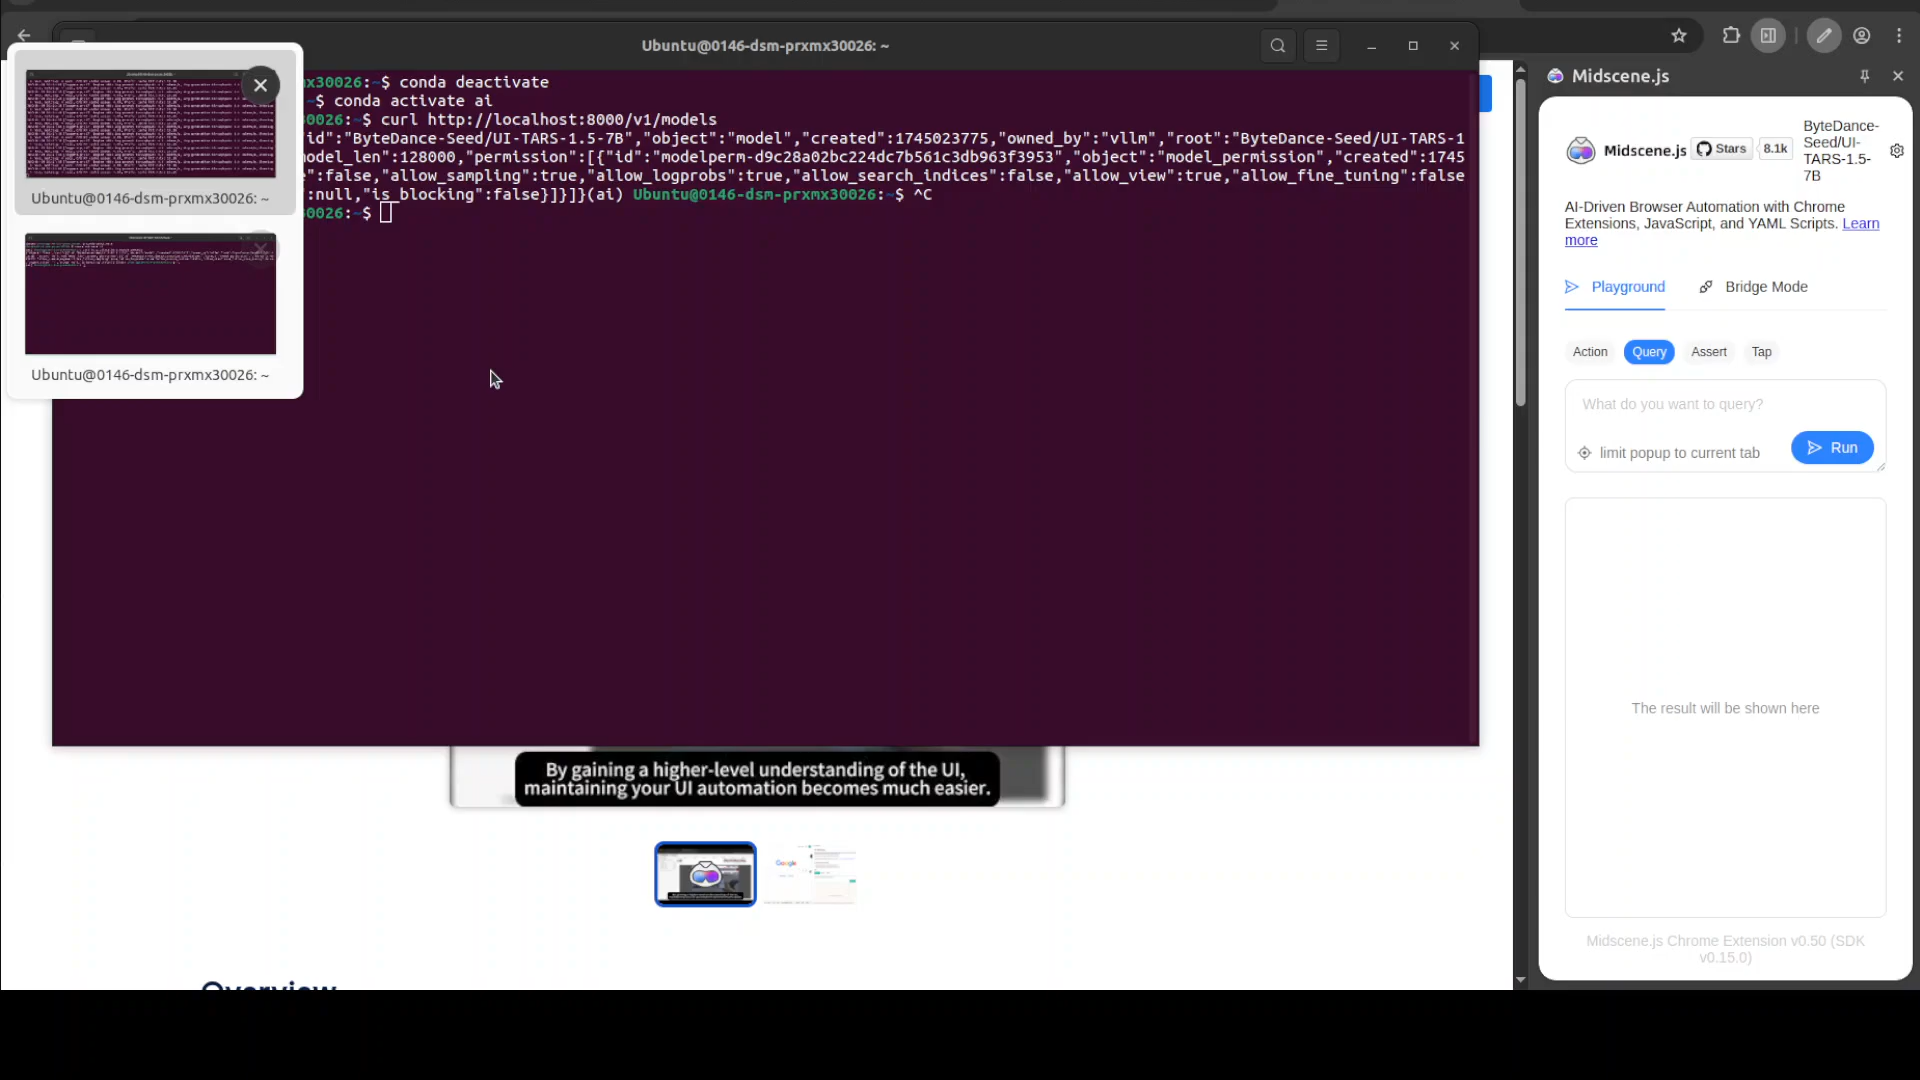 Ubuntu@0146-dsm-prxmx30026: ~
mx30026:~$ conda deactivate
~$ conda activate ai
30026:~$ curl http://localhost:8000/v1/models
id":"ByteDance-Seed/UI-TARS-1.5-7B","object":"model","created":1745023775,"owned_by":"vllm","root":"ByteDance-Seed/UI-TARS-1
odel_len":128000,"permission":[{"id":"modelperm-d9c28a02bc224dc7b561c3db963f3953","object":"model_permission","created":1745
e":false,"allow_sampling":true,"allow_logprobs":true,"allow_search_indices":false,"allow_view":true,"allow_fine_tuning":false
":null,"is_blocking":false}]}]}(ai) Ubuntu@0146-dsm-prxmx30026:~$ ^C
30026:~$
Ubuntu@0146-dsm-prxmx30026: ~
Ubuntu@0146-dsm-prxmx30026: ~
By gaining a higher-level understanding of the UI,
maintaining your UI automation becomes much easier.
Google
Overview
Midscene.js
Midscene.js
Stars
8.1k
ByteDance-
Seed/UI-
TARS-1.5-
7B
AI-Driven Browser Automation with Chrome
Extensions, JavaScript, and YAML Scripts. Learn
more
Playground
Bridge Mode
Action
Query
Assert
Tap
What do you want to query?
limit popup to current tab
Run
The result will be shown here
Midscene.js Chrome Extension v0.50 (SDK
v0.15.0)